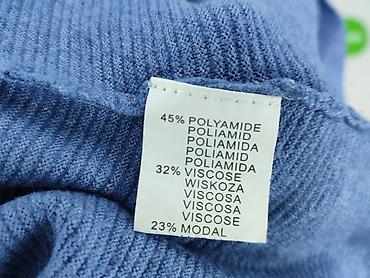 45% POLYAMIDE
POLIAMID
POLIAMIDA
POLIAMID
POLIAMIDA
32% VISCOSE
WISKOZA
VISCOSA
VISCOSA
VISCOSE
23% MODAL